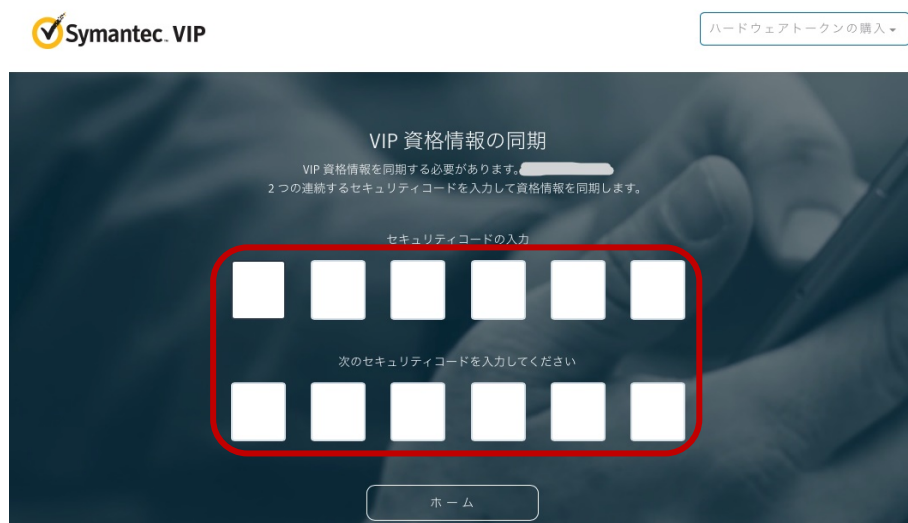 Symantec™ VIP
ハードウェアトークンの購入
VIP 資格情報の同期
VIP 資格情報を同期する必要があります。
2 つの連続するセキュリティコードを入力して資格情報を同期します。
セキュリティコードの入力
次のセキュリティコードを入力してください
ホーム